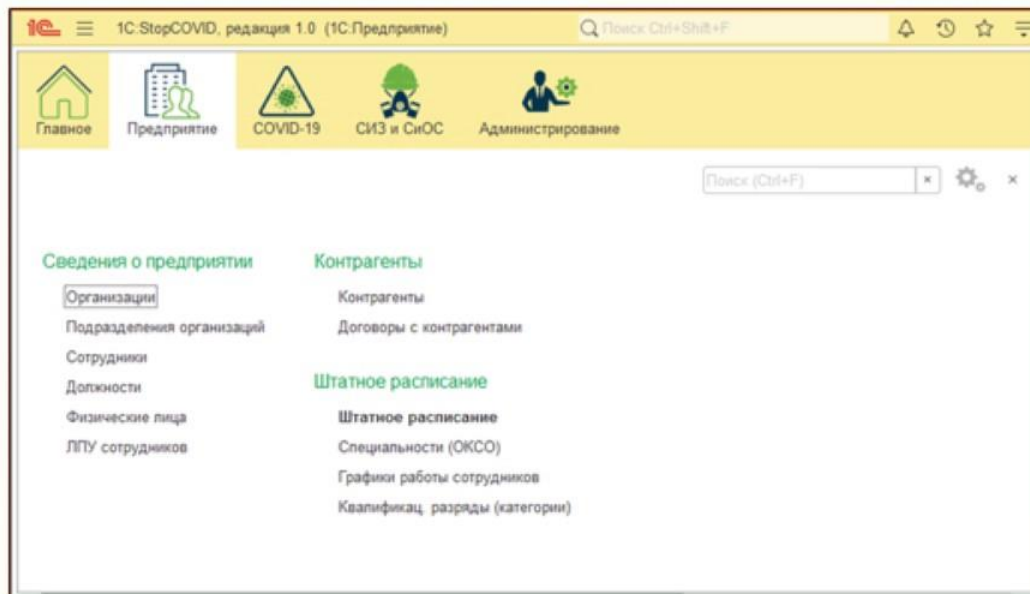 1С:StopCOVID, редакция 1.0 (1С:Предприятие)
Поиск Ctrl+Shift+F
Главное
Предприятие
COVID-19
СИЗ и СиОС
Администрирование
Поиск (Ctrl+F)
Сведения о предприятии
Организации
Подразделения организаций
Сотрудники
Должности
Физические лица
ЛПУ сотрудников
Контрагенты
Контрагенты
Договоры с контрагентами
Штатное расписание
Штатное расписание
Специальности (ОКСО)
Графики работы сотрудников
Квалификац. разряды (категории)